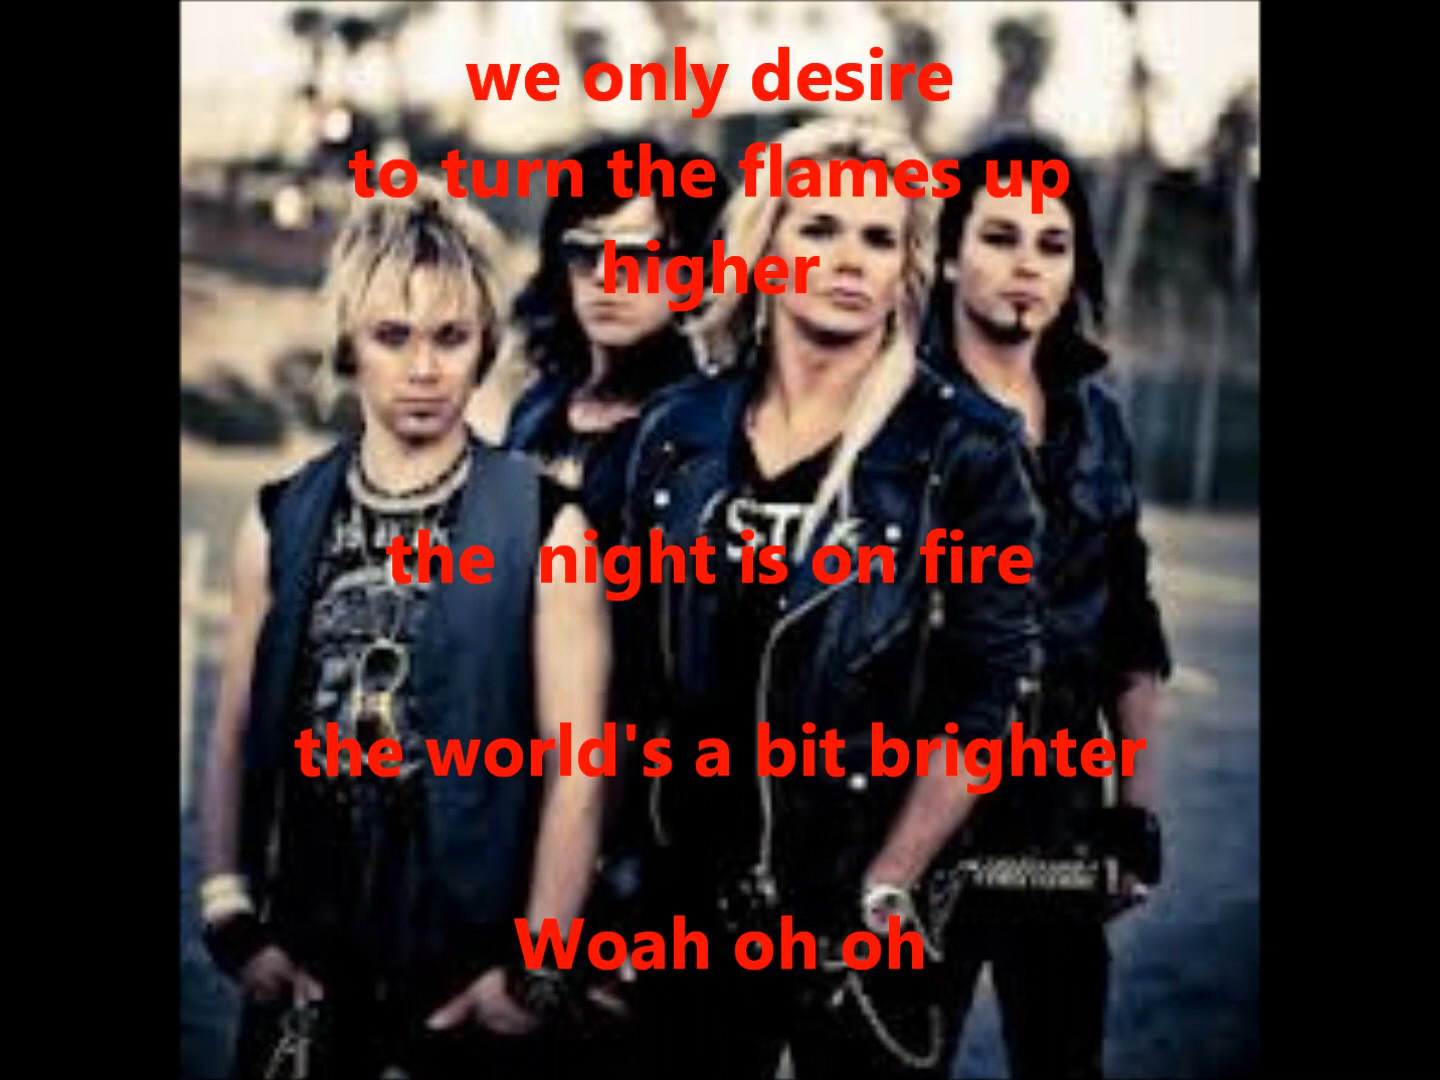 we only desire
to turn the flames up
higher
the night is on fire
the world's a bit brighter
Woah oh oh